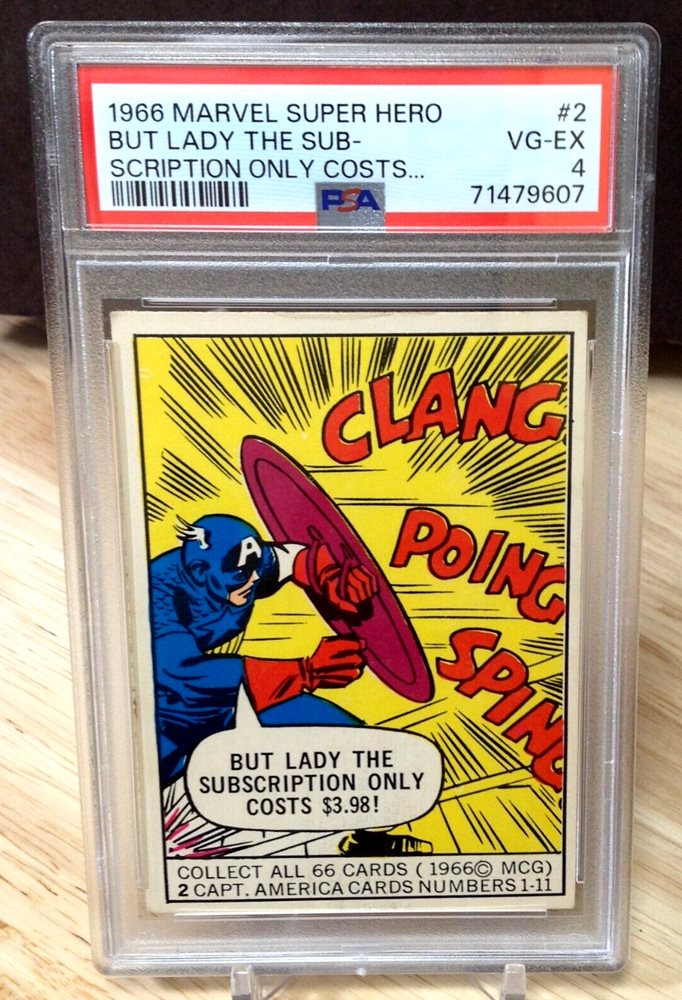 1966 MARVEL SUPER HERO #2
BUT LADY THE SUB- VG-EX
SCRIPTION ONLY COSTS... 4
PSA 71479607
CLANG
POING
SPING
A
BUT LADY THE
SUBSCRIPTION ONLY
COSTS $3.98!
COLLECT ALL 66 CARDS ( 1966© MCG)
2 CAPT. AMERICA CARDS NUMBERS 1-11